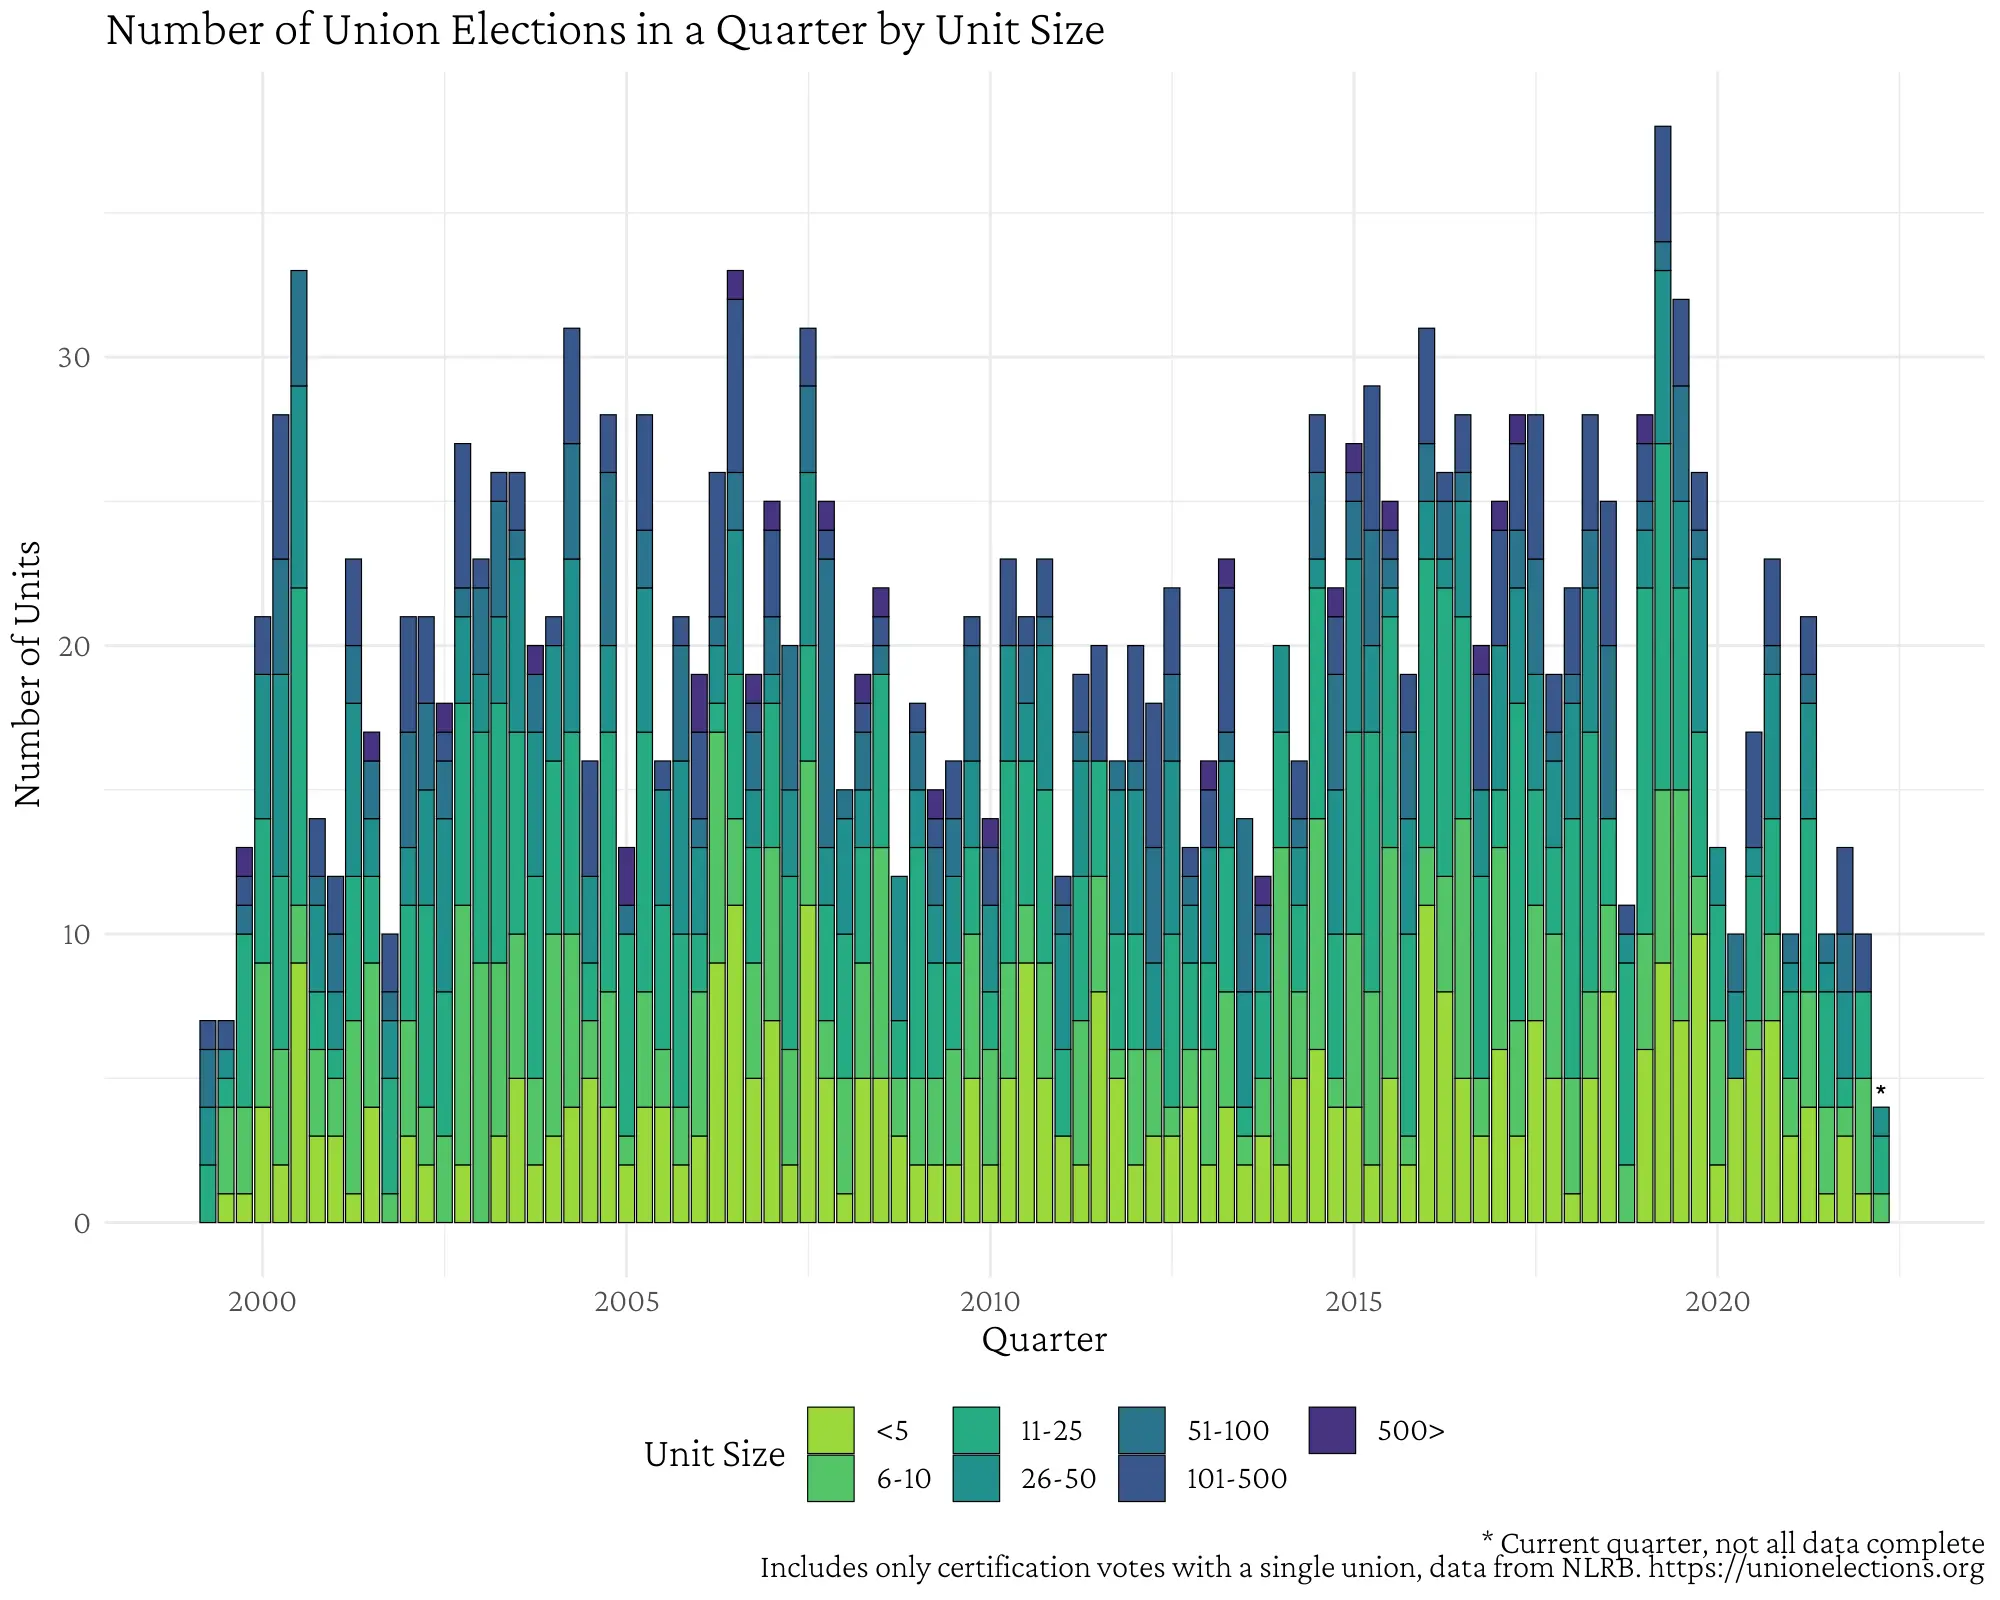 Number of Union Elections in a Quarter by Unit Size
Number of Units
30
20
10
0
*
2000 2005 2010 2015 2020
Quarter
Unit Size
<5 11-25 51-100 500>
6-10 26-50 101-500
* Current quarter, not all data complete
Includes only certification votes with a single union, data from NLRB. https://unionelections.org